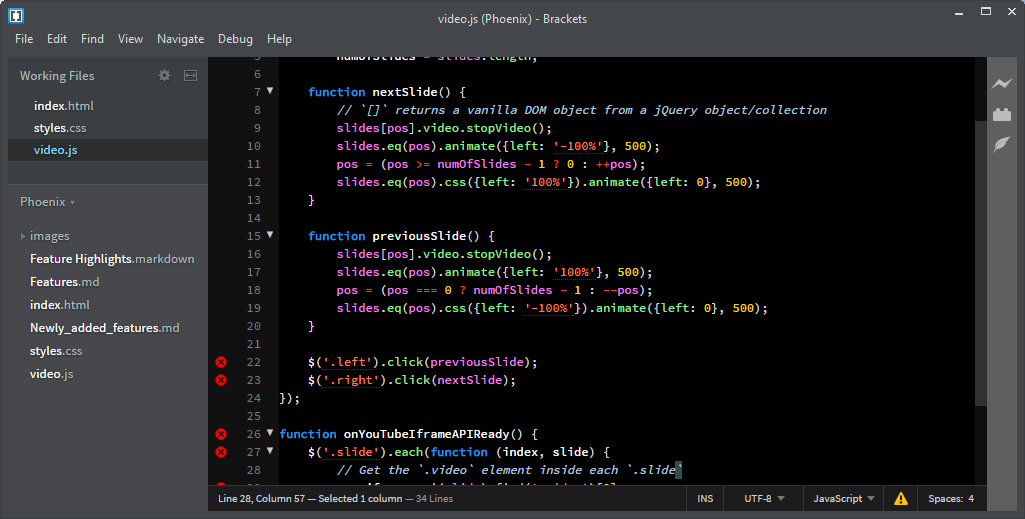 video.js (Phoenix) - Brackets
File Edit Find View Navigate Debug Help
Working Files
index.html
styles.css
video.js
Phoenix
images
Feature Highlights.markdown
Features.md
index.html
Newly_added_features.md
styles.css
video.js
5 numOfSlides = slides.length;
6
7 function nextSlide() {
8 // `[]` returns a vanilla DOM object from a jQuery object/collection
9 slides[pos].video.stopVideo();
10 slides.eq(pos).animate({left: '-100%'}, 500);
11 pos = (pos >= numOfSlides - 1 ? 0 : ++pos);
12 slides.eq(pos).css({left: '100%'}).animate({left: 0}, 500);
13 }
14
15 function previousSlide() {
16 slides[pos].video.stopVideo();
17 slides.eq(pos).animate({left: '100%'}, 500);
18 pos = (pos === 0 ? numOfSlides - 1 : --pos);
19 slides.eq(pos).css({left: '-100%'}).animate({left: 0}, 500);
20 }
21
22 $('.left').click(previousSlide);
23 $('.right').click(nextSlide);
24 });
25
26 function onYouTubeIframeAPIReady() {
27 $('.slide').each(function (index, slide) {
28 // Get the `.video` element inside each `.slide`
Line 28, Column 57 — Selected 1 column — 34 Lines
INS
UTF-8
JavaScript
Spaces: 4